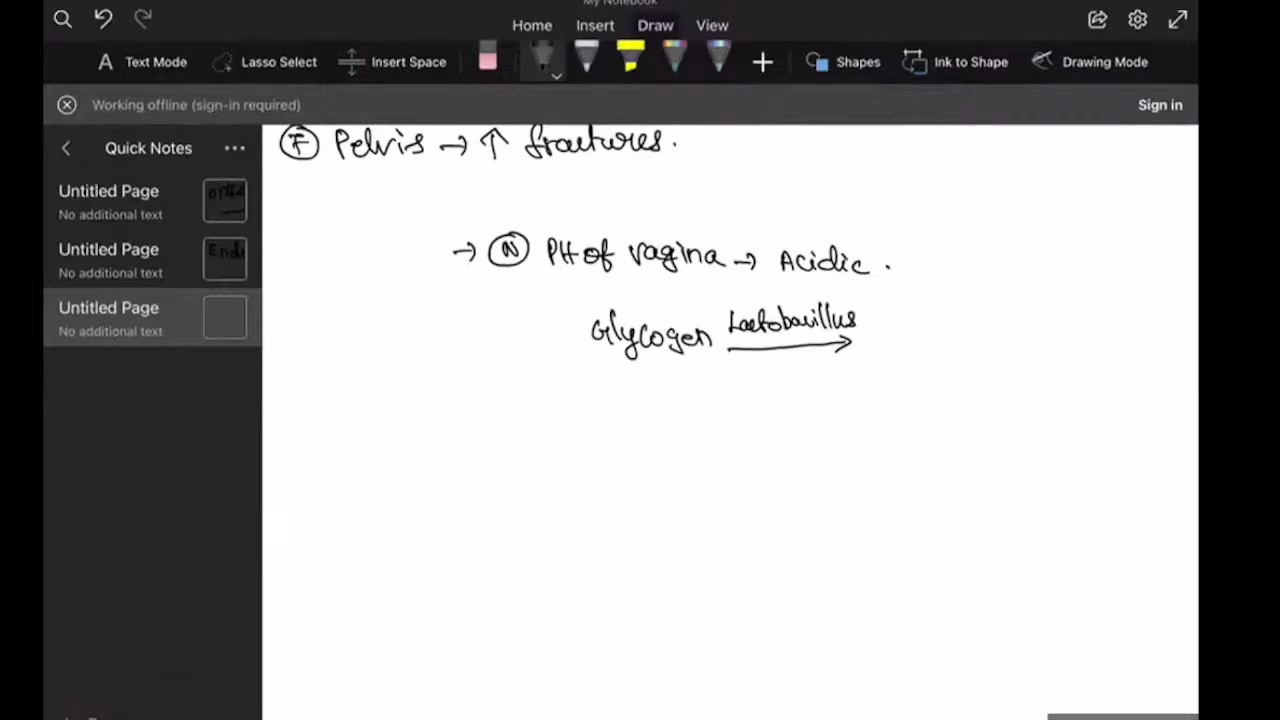 My Notebook
Home Insert Draw View
Text Mode Lasso Select Insert Space Shapes Ink to Shape Drawing Mode
Working offline (sign-in required) Sign in
Quick Notes
Untitled Page
No additional text
Untitled Page
No additional text
Untitled Page
No additional text
F Pelvis → ↑ fractures.
→ N PH of vagina → Acidic.
Lactobacillus
Glycogen →